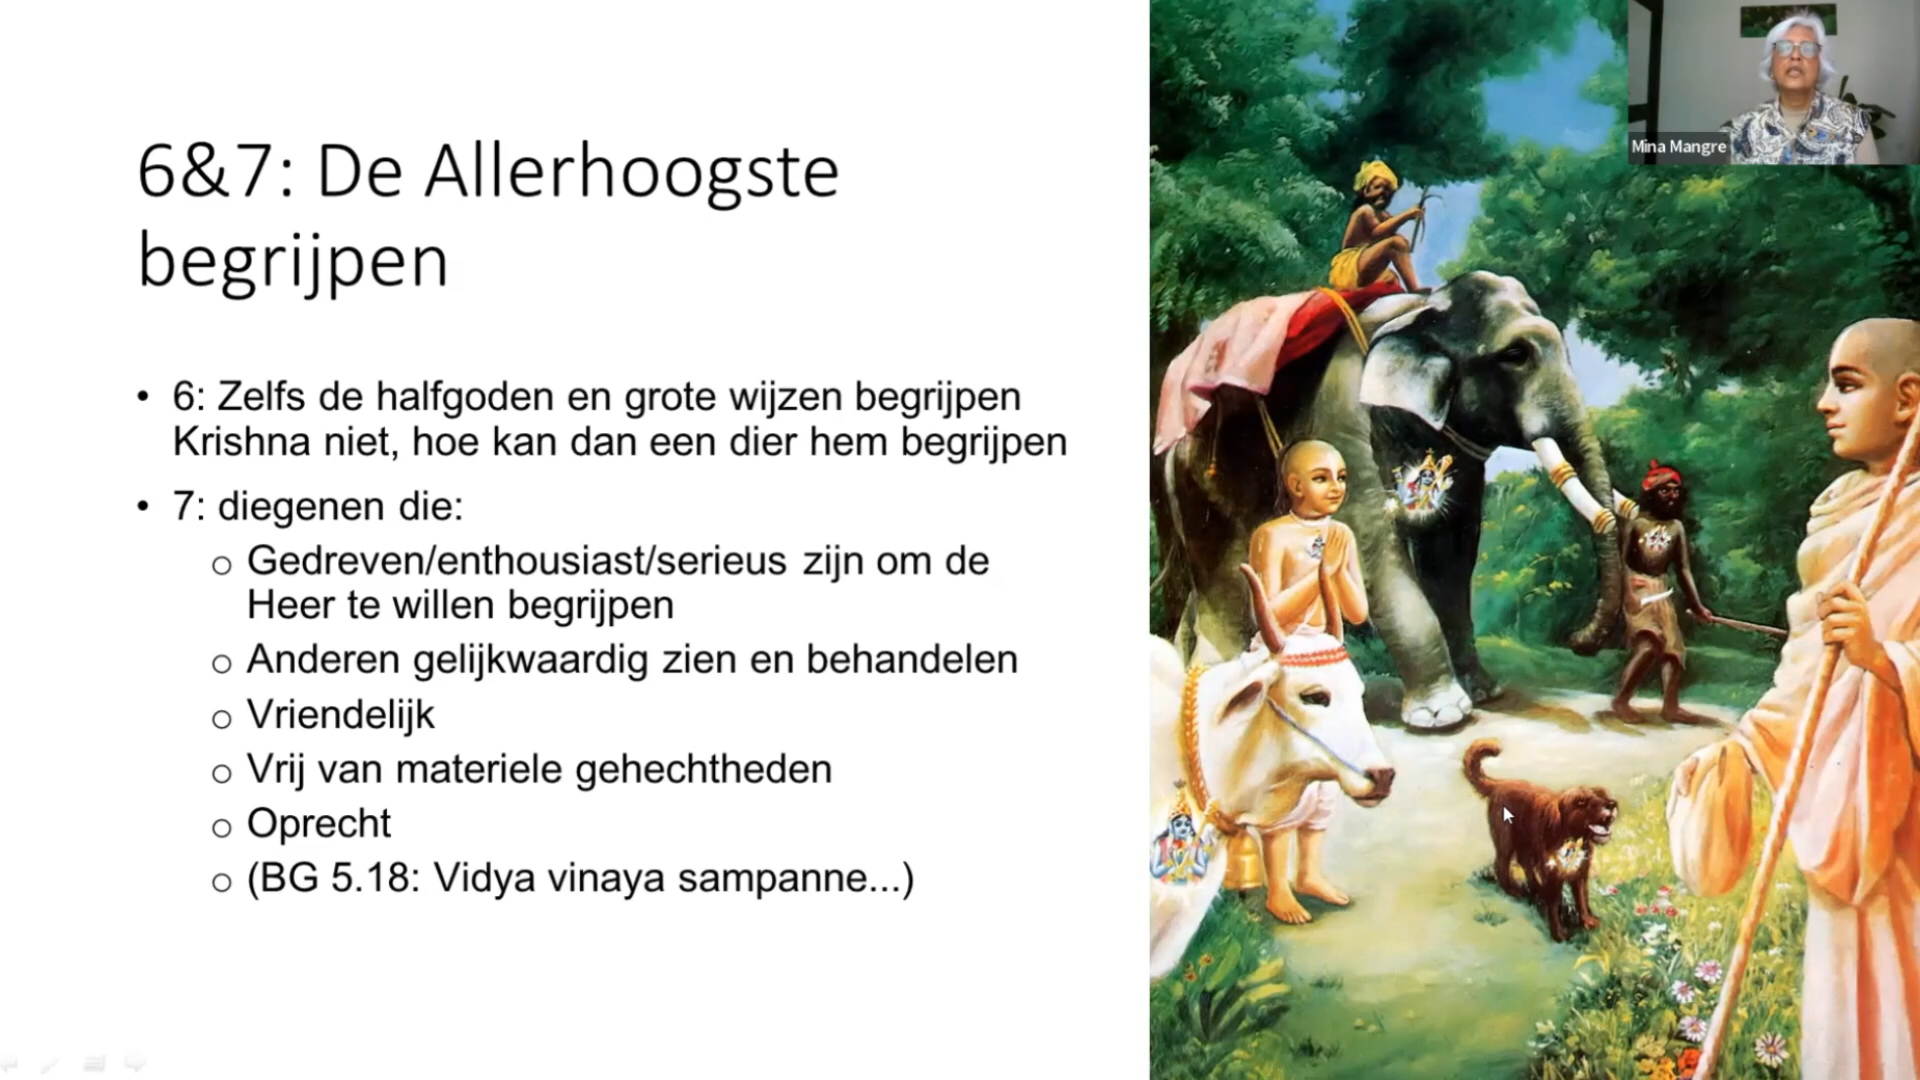 6&7: De Allerhoogste
begrijpen
• 6: Zelfs de halfgoden en grote wijzen begrijpen
Krishna niet, hoe kan dan een dier hem begrijpen
• 7: diegenen die:
o Gedreven/enthousiast/serieus zijn om de
Heer te willen begrijpen
o Anderen gelijkwaardig zien en behandelen
o Vriendelijk
o Vrij van materiele gehechtheden
o Oprecht
o (BG 5.18: Vidya vinaya sampanne...)
Mina Mangre